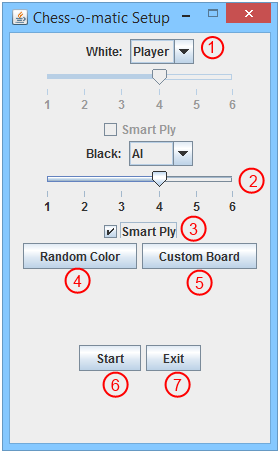 Chess-o-matic Setup
White: Player 1
1 2 3 4 5 6
Smart Ply
Black: AI
2
1 2 3 4 5 6
Smart Ply 3
Random Color Custom Board
4 5
Start Exit
6 7